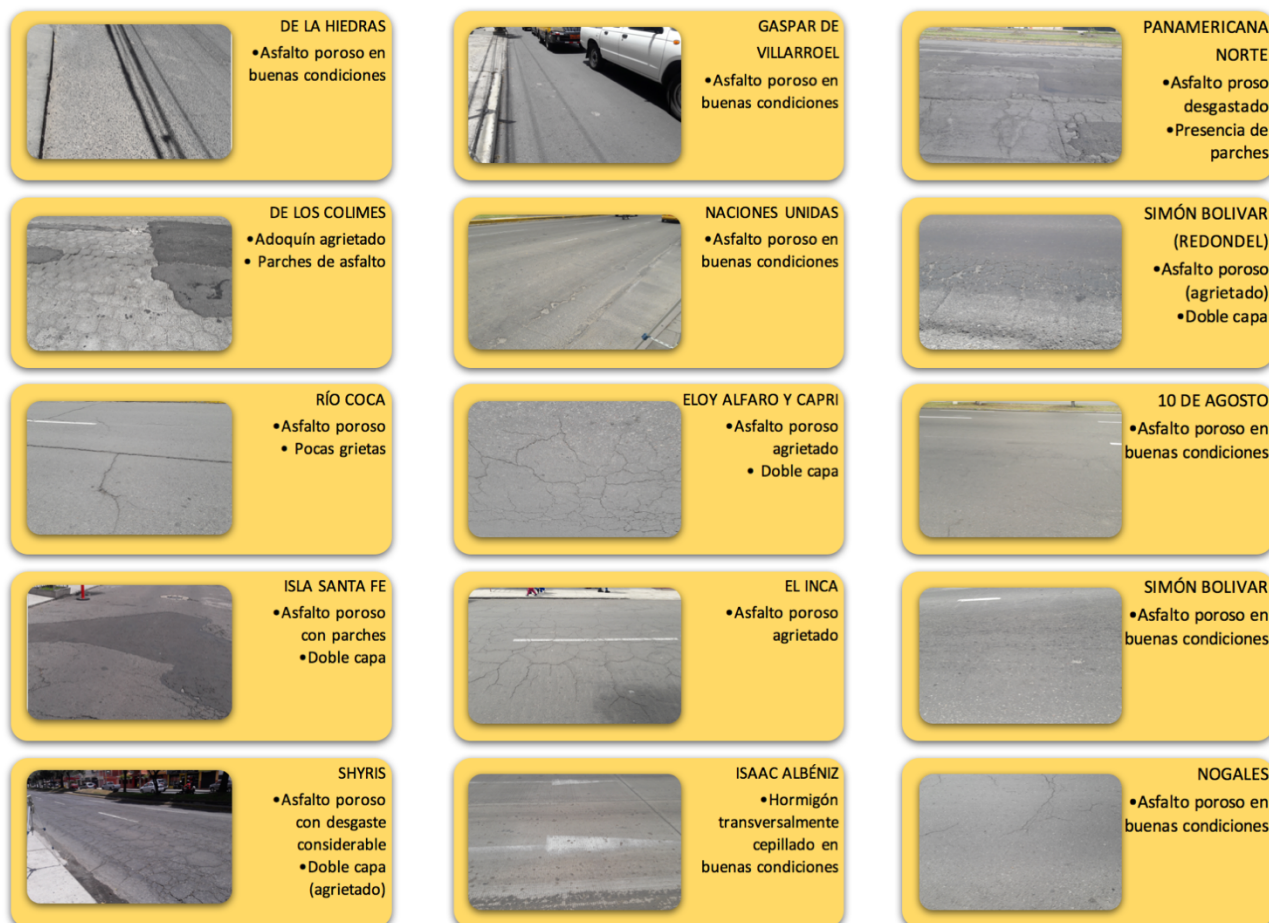 DE LA HIEDRAS
•Asfalto poroso en
buenas condiciones
GASPAR DE
VILLARROEL
•Asfalto poroso en
buenas condiciones
PANAMERICANA
NORTE
•Asfalto proso
desgastado
•Presencia de
parches
DE LOS COLIMES
•Adoquín agrietado
• Parches de asfalto
NACIONES UNIDAS
•Asfalto poroso en
buenas condiciones
SIMÓN BOLIVAR
(REDONDEL)
•Asfalto poroso
(agrietado)
•Doble capa
RÍO COCA
•Asfalto poroso
• Pocas grietas
ELOY ALFARO Y CAPRI
•Asfalto poroso
agrietado
• Doble capa
10 DE AGOSTO
•Asfalto poroso en
buenas condiciones
ISLA SANTA FE
•Asfalto poroso
con parches
•Doble capa
EL INCA
•Asfalto poroso
agrietado
SIMÓN BOLIVAR
•Asfalto poroso en
buenas condiciones
SHYRIS
•Asfalto poroso
con desgaste
considerable
•Doble capa
(agrietado)
ISAAC ALBÉNIZ
•Hormigón
transversalmente
cepillado en
buenas condiciones
NOGALES
•Asfalto poroso en
buenas condiciones